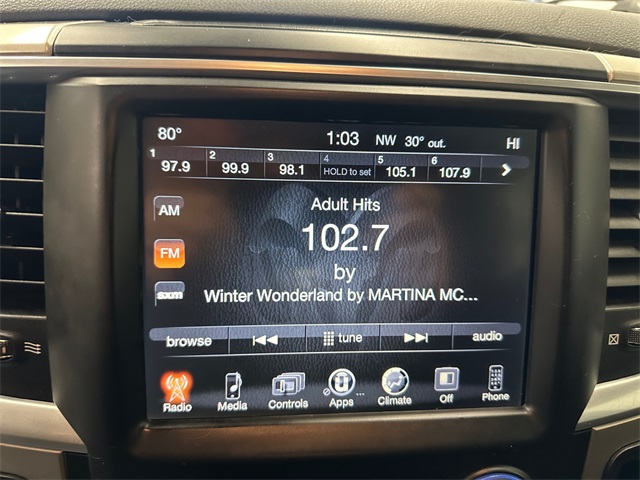 80° 1:03 NW 30° out. HI
1 97.9 2 99.9 3 98.1 4 HOLD to set 5 105.1 6 107.9
AM
Adult Hits
102.7
FM
by
sxm
Winter Wonderland by MARTINA MC...
browse tune audio
Radio Media Controls Apps ... Climate Off Phone